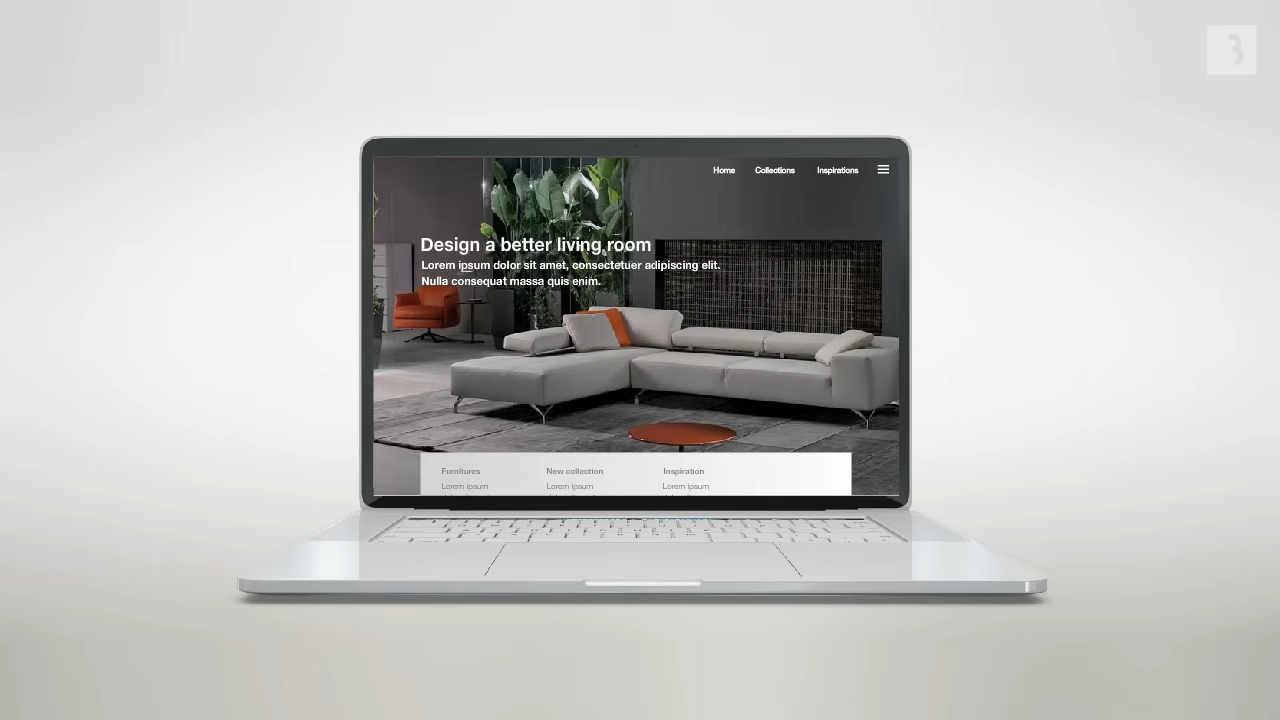 Home Collections Inspirations
Design a better living room
Lorem ipsum dolor sit amet, consectetuer adipiscing elit.
Nulla consequat massa quis enim.
Furnitures New collection Inspiration
Lorem ipsum Lorem ipsum Lorem ipsum